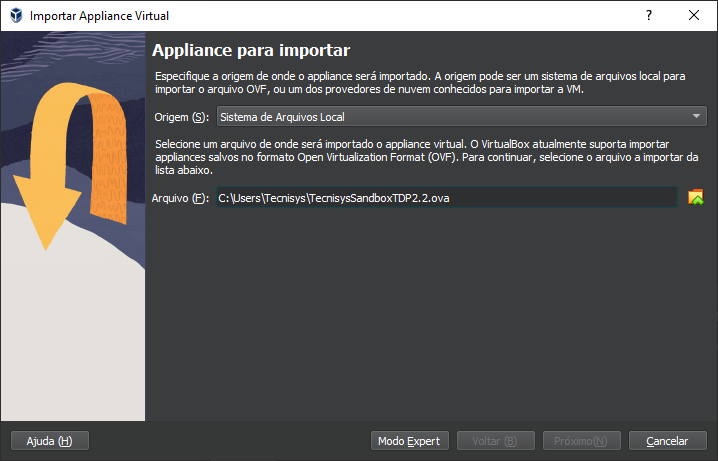 Importar Appliance Virtual
?
Appliance para importar
Especifique a origem de onde o appliance será importado. A origem pode ser um sistema de arquivos local para
importar o arquivo OVF, ou um dos provedores de nuvem conhecidos para importar a VM.
Origem (S): Sistema de Arquivos Local
Selecione um arquivo de onde será importado o appliance virtual. O VirtualBox atualmente suporta importar
appliances salvos no formato Open Virtualization Format (OVF). Para continuar, selecione o arquivo a importar da
lista abaixo.
Arquivo (F): C:\Users\Tecnisys\TecnisysSandboxTDP2.2.ova
Ajuda (H) Modo Expert Voltar (B) Próximo(N) Cancelar